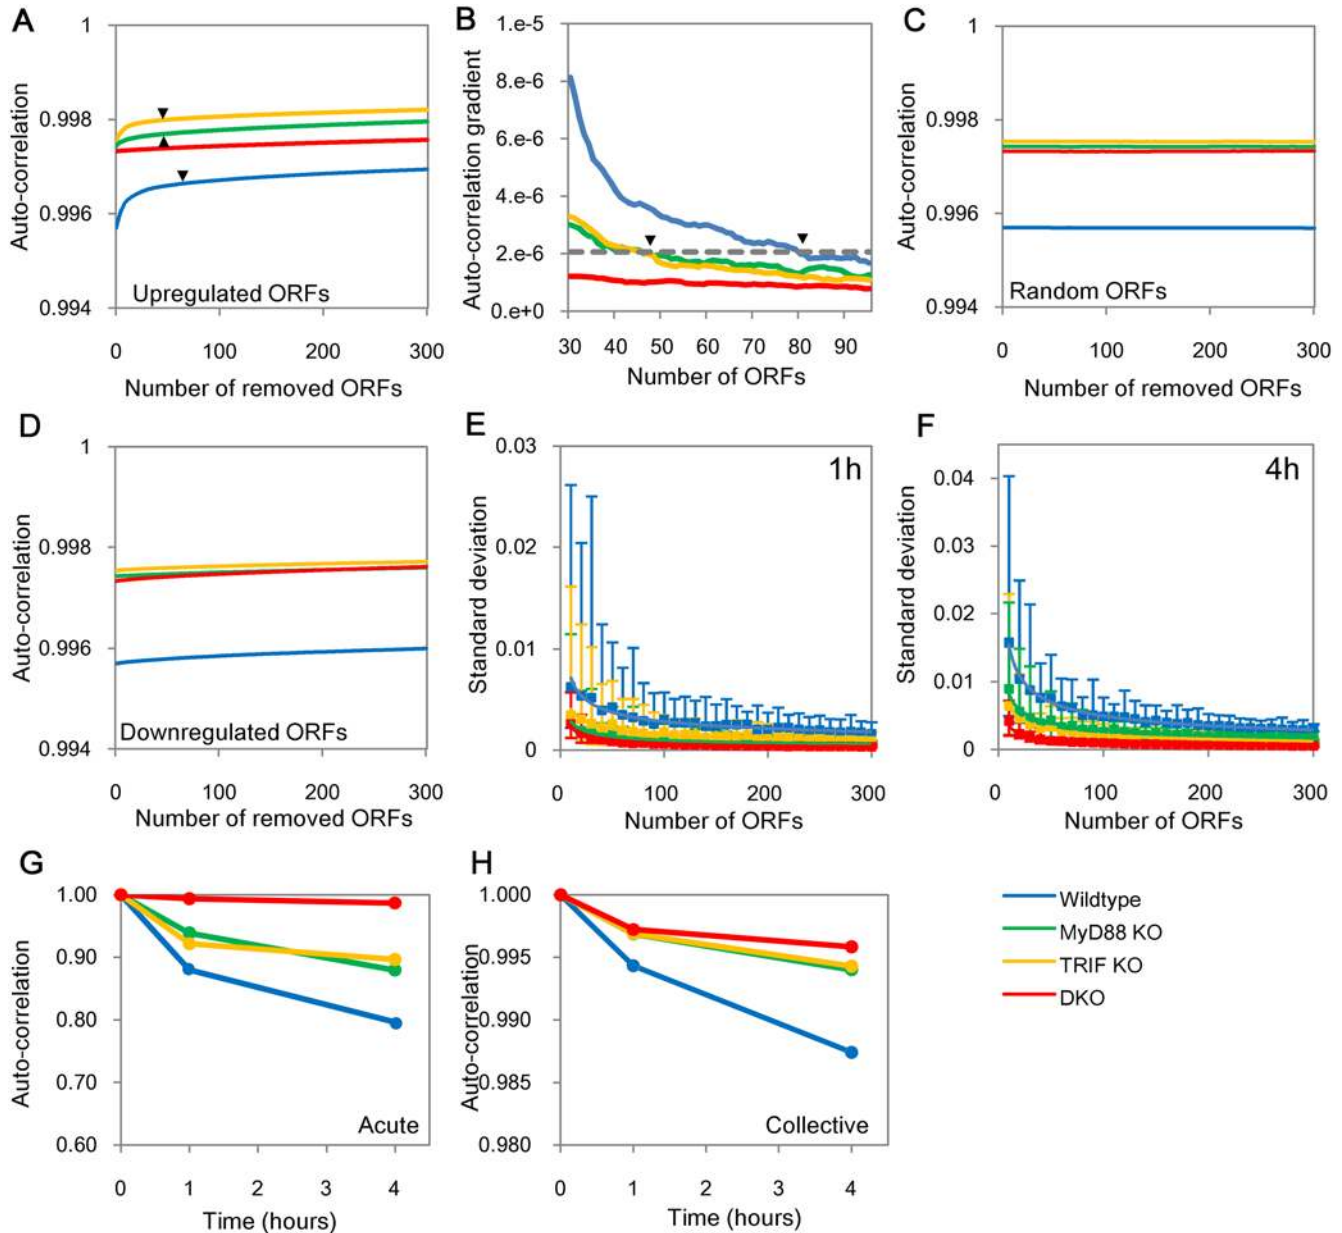 A
1
0.998
0.996
0.994
Auto-correlation
Upregulated ORFs
0
100
200
300
Number of removed ORFs
B
1.e-5
8.e-6
6.e-6
4.e-6
2.e-6
0.e+0
Auto-correlation gradient
30 40 50 60 70 80 90
Number of ORFs
C
1
0.998
0.996
0.994
Auto-correlation
Random ORFs
0
100
200
300
Number of removed ORFs
D
1
0.998
0.996
0.994
Auto-correlation
Downregulated ORFs
0
100
200
300
Number of removed ORFs
E
0.03
0.02
0.01
0
Standard deviation
1h
0
100
200
300
Number of ORFs
F
0.04
0.03
0.02
0.01
0
Standard deviation
4h
0
100
200
300
Number of ORFs
G
1.00
0.90
0.80
0.70
0.60
Auto-correlation
Acute
0 1 2 3 4
Time (hours)
H
1.000
0.995
0.990
0.985
0.980
Auto-correlation
Collective
0 1 2 3 4
Time (hours)
Wildtype
MyD88 KO
TRIF KO
DKO